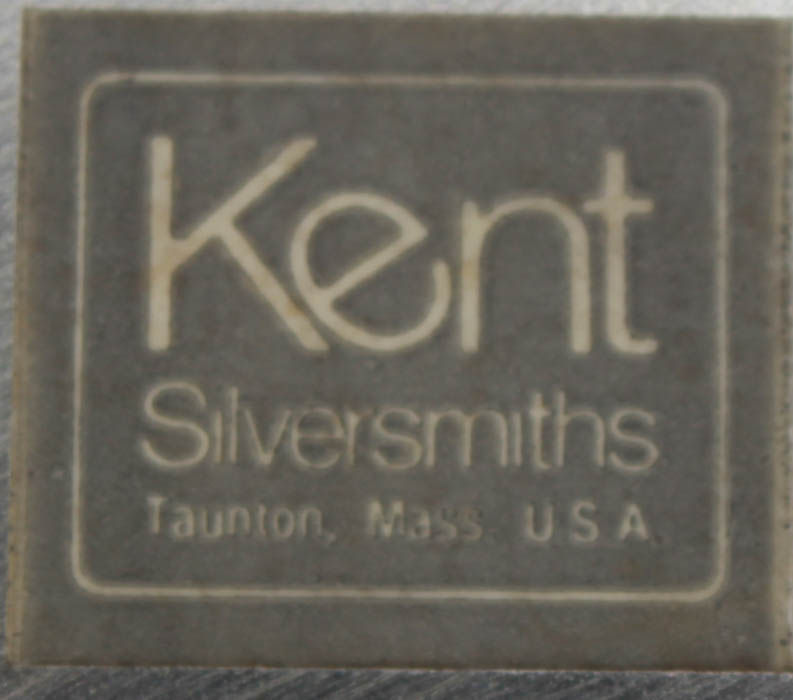 Kent
Silversmiths
Taunton, Mass. U S A